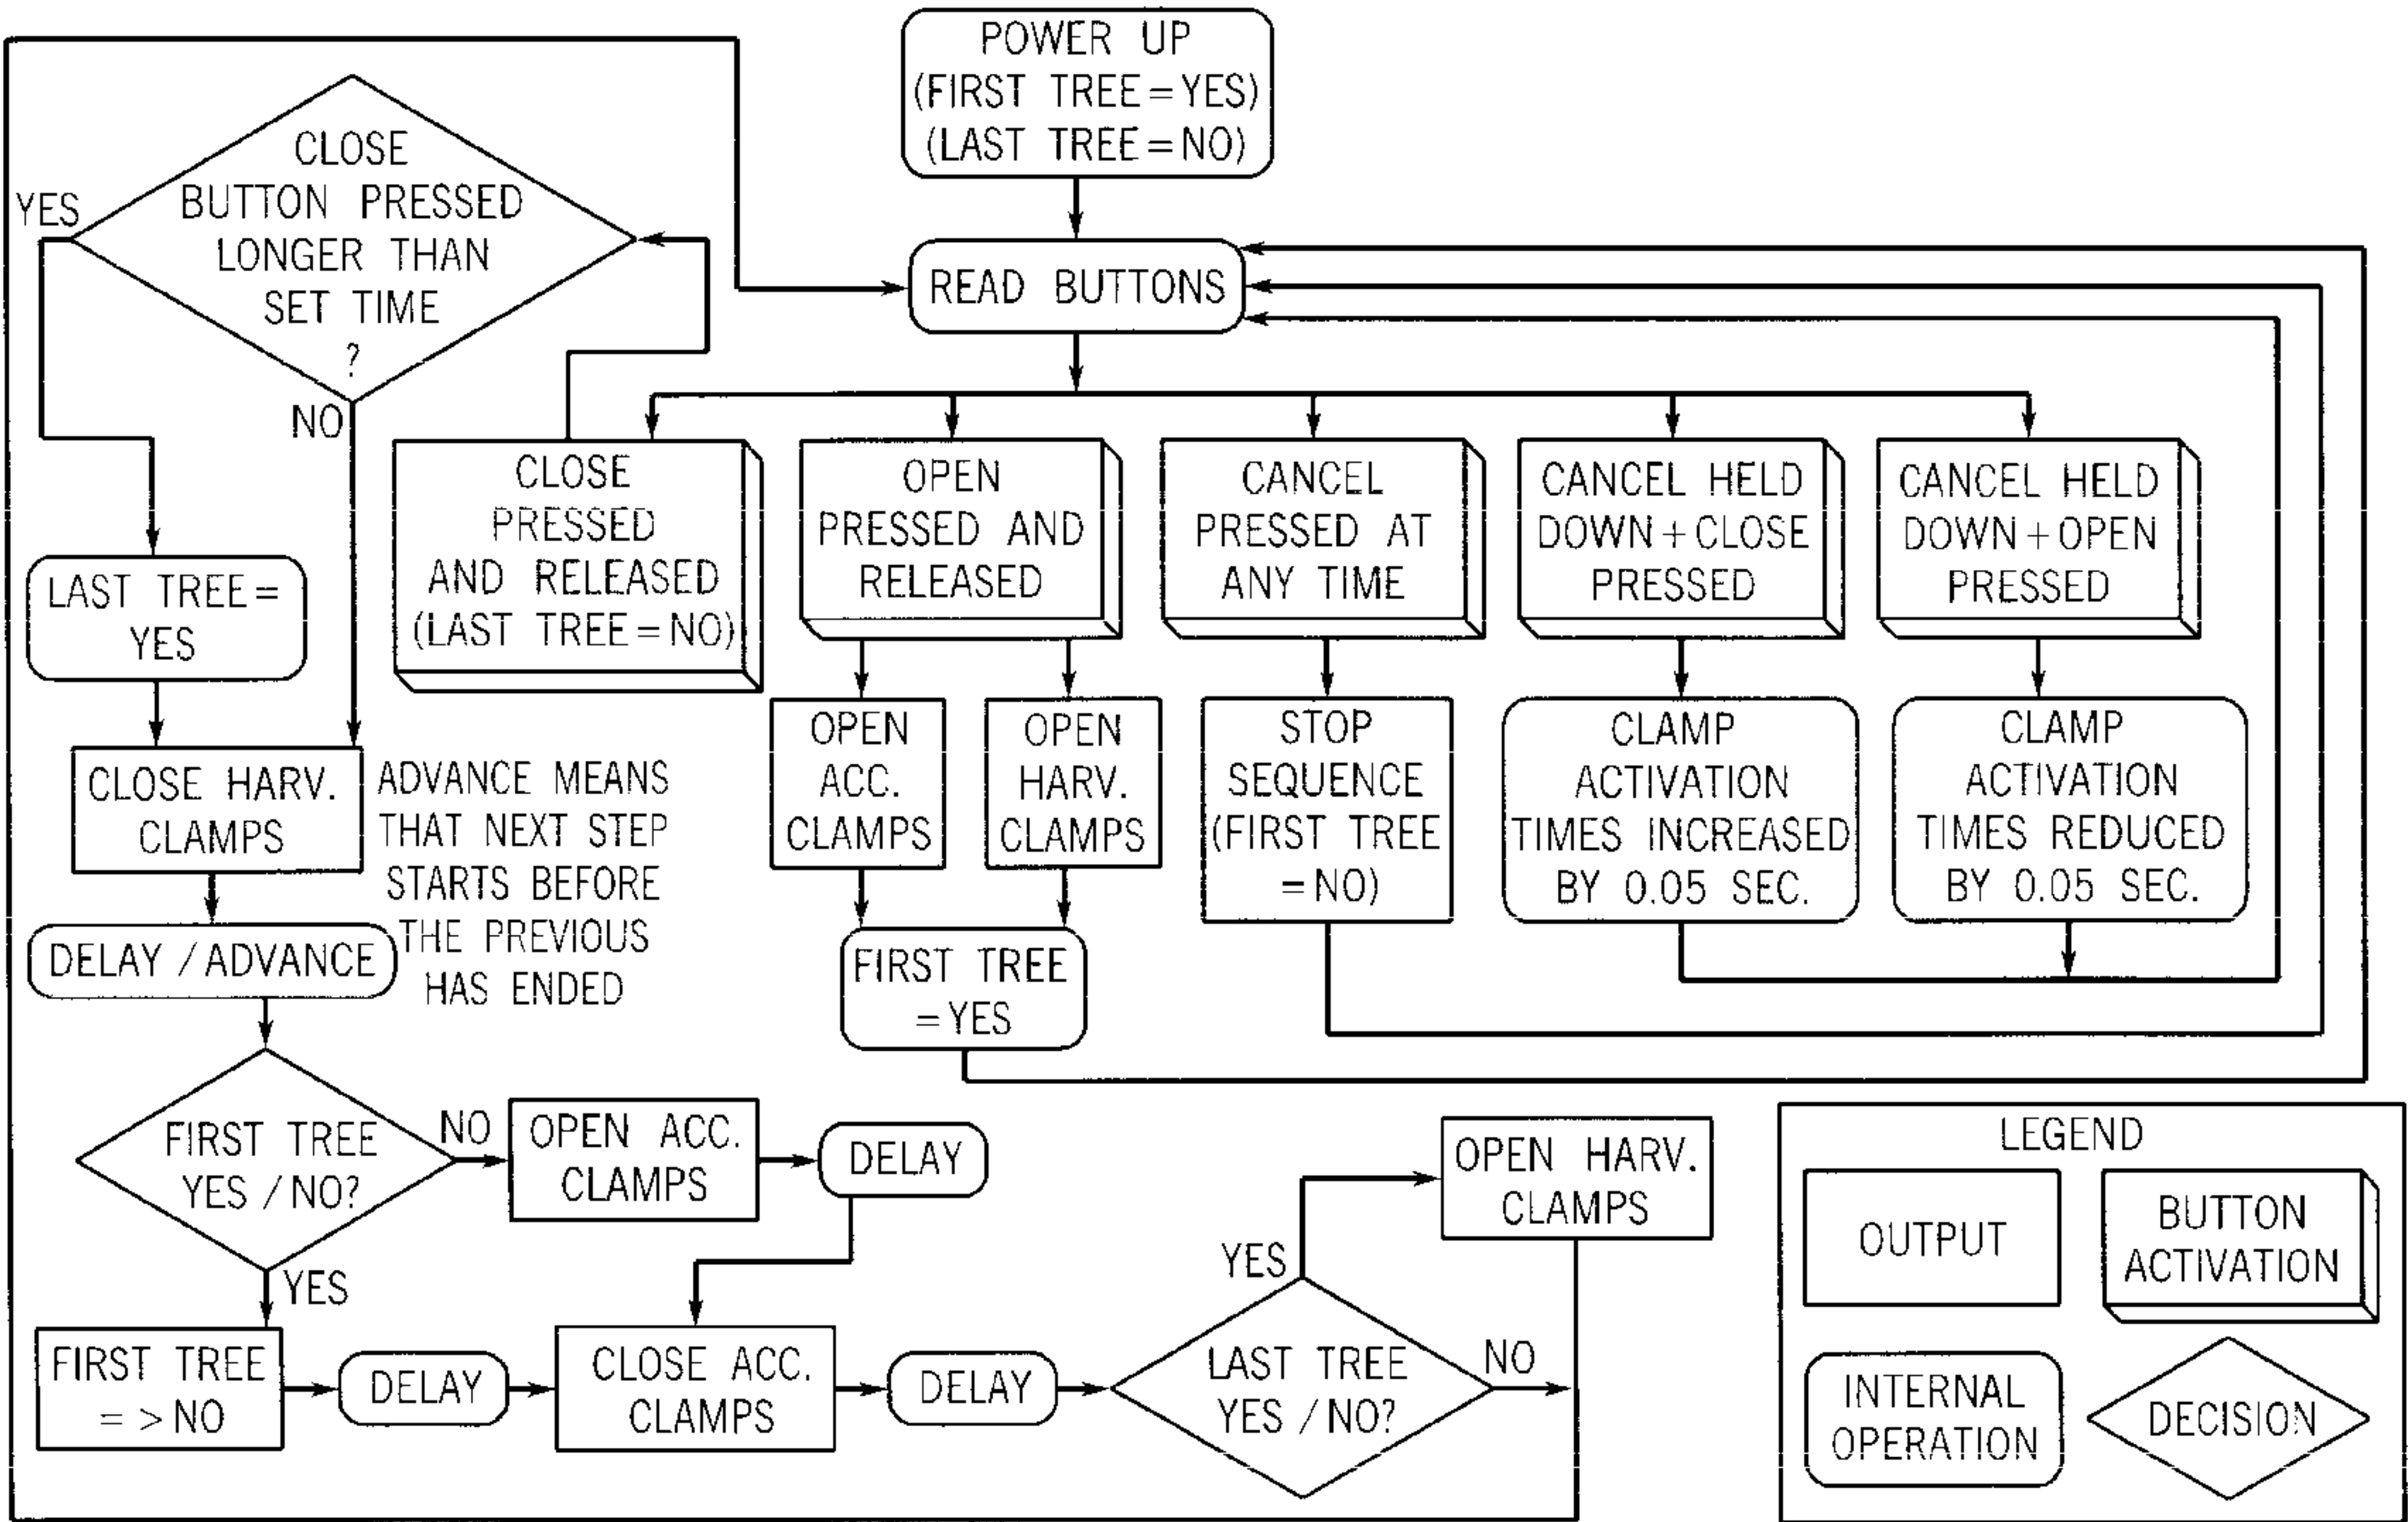 POWER UP
(FIRST TREE=YES)
(LAST TREE=NO)
CLOSE
BUTTON PRESSED
LONGER THAN
SET TIME
?
YES
NO
READ BUTTONS
CLOSE
PRESSED
AND RELEASED
(LAST TREE=NO)
OPEN
PRESSED AND
RELEASED
CANCEL
PRESSED AT
ANY TIME
CANCEL HELD
DOWN+CLOSE
PRESSED
CANCEL HELD
DOWN+OPEN
PRESSED
LAST TREE=
YES
CLOSE HARV.
CLAMPS
ADVANCE MEANS
THAT NEXT STEP
STARTS BEFORE
THE PREVIOUS
HAS ENDED
OPEN
ACC.
CLAMPS
OPEN
HARV.
CLAMPS
STOP
SEQUENCE
(FIRST TREE
=NO)
CLAMP
ACTIVATION
TIMES INCREASED
BY 0.05 SEC.
CLAMP
ACTIVATION
TIMES REDUCED
BY 0.05 SEC.
DELAY /ADVANCE
FIRST TREE
=YES
FIRST TREE
YES /NO?
NO
YES
OPEN ACC.
CLAMPS
DELAY
FIRST TREE
=>NO
DELAY
CLOSE ACC.
CLAMPS
DELAY
LAST TREE
YES /NO?
YES
NO
OPEN HARV.
CLAMPS
LEGEND
OUTPUT
BUTTON
ACTIVATION
INTERNAL
OPERATION
DECISION